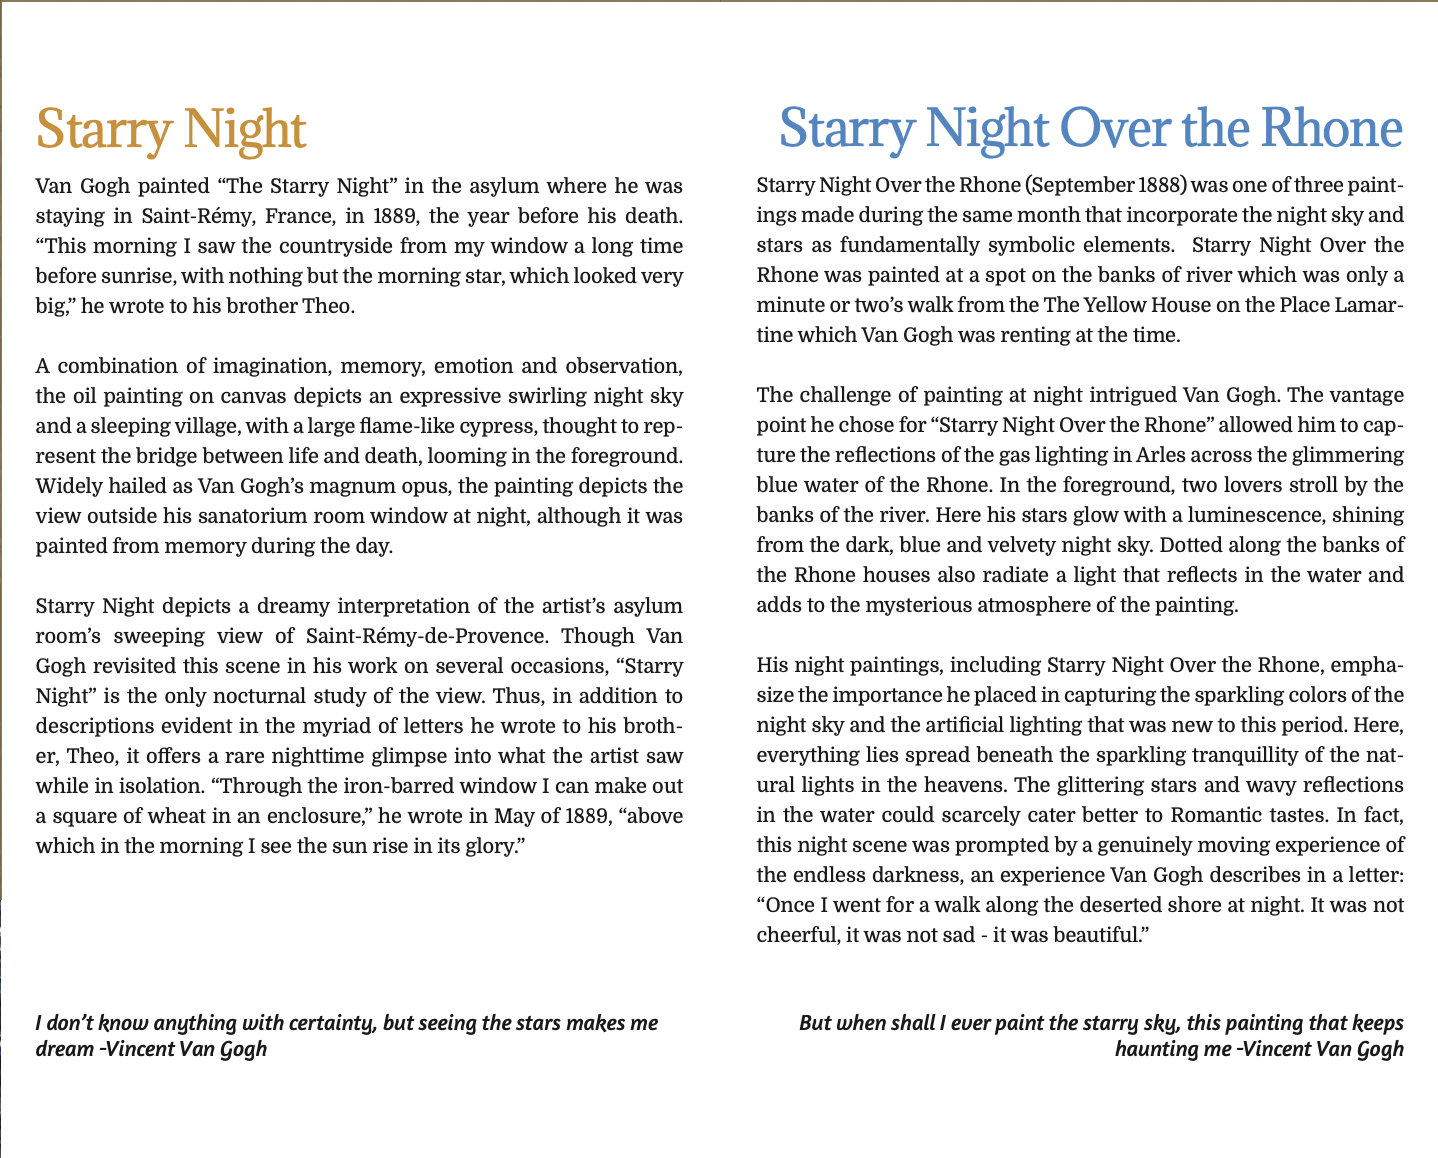 Starry Night
Van Gogh painted “The Starry Night” in the asylum where he was
staying in Saint-Rémy, France, in 1889, the year before his death.
“This morning I saw the countryside from my window a long time
before sunrise, with nothing but the morning star, which looked very
big,” he wrote to his brother Theo.
A combination of imagination, memory, emotion and observation,
the oil painting on canvas depicts an expressive swirling night sky
and a sleeping village, with a large flame-like cypress, thought to rep-
resent the bridge between life and death, looming in the foreground.
Widely hailed as Van Gogh’s magnum opus, the painting depicts the
view outside his sanatorium room window at night, although it was
painted from memory during the day.
Starry Night depicts a dreamy interpretation of the artist’s asylum
room’s sweeping view of Saint-Rémy-de-Provence. Though Van
Gogh revisited this scene in his work on several occasions, “Starry
Night” is the only nocturnal study of the view. Thus, in addition to
descriptions evident in the myriad of letters he wrote to his broth-
er, Theo, it offers a rare nighttime glimpse into what the artist saw
while in isolation. “Through the iron-barred window I can make out
a square of wheat in an enclosure,” he wrote in May of 1889, “above
which in the morning I see the sun rise in its glory.”
I don’t know anything with certainty, but seeing the stars makes me
dream -Vincent Van Gogh
Starry Night Over the Rhone
Starry Night Over the Rhone (September 1888) was one of three paint-
ings made during the same month that incorporate the night sky and
stars as fundamentally symbolic elements.  Starry Night Over the
Rhone was painted at a spot on the banks of river which was only a
minute or two’s walk from the The Yellow House on the Place Lamar-
tine which Van Gogh was renting at the time.
The challenge of painting at night intrigued Van Gogh. The vantage
point he chose for “Starry Night Over the Rhone” allowed him to cap-
ture the reflections of the gas lighting in Arles across the glimmering
blue water of the Rhone. In the foreground, two lovers stroll by the
banks of the river. Here his stars glow with a luminescence, shining
from the dark, blue and velvety night sky. Dotted along the banks of
the Rhone houses also radiate a light that reflects in the water and
adds to the mysterious atmosphere of the painting.
His night paintings, including Starry Night Over the Rhone, empha-
size the importance he placed in capturing the sparkling colors of the
night sky and the artificial lighting that was new to this period. Here,
everything lies spread beneath the sparkling tranquillity of the nat-
ural lights in the heavens. The glittering stars and wavy reflections
in the water could scarcely cater better to Romantic tastes. In fact,
this night scene was prompted by a genuinely moving experience of
the endless darkness, an experience Van Gogh describes in a letter:
“Once I went for a walk along the deserted shore at night. It was not
cheerful, it was not sad - it was beautiful.”
But when shall I ever paint the starry sky, this painting that keeps
haunting me -Vincent Van Gogh